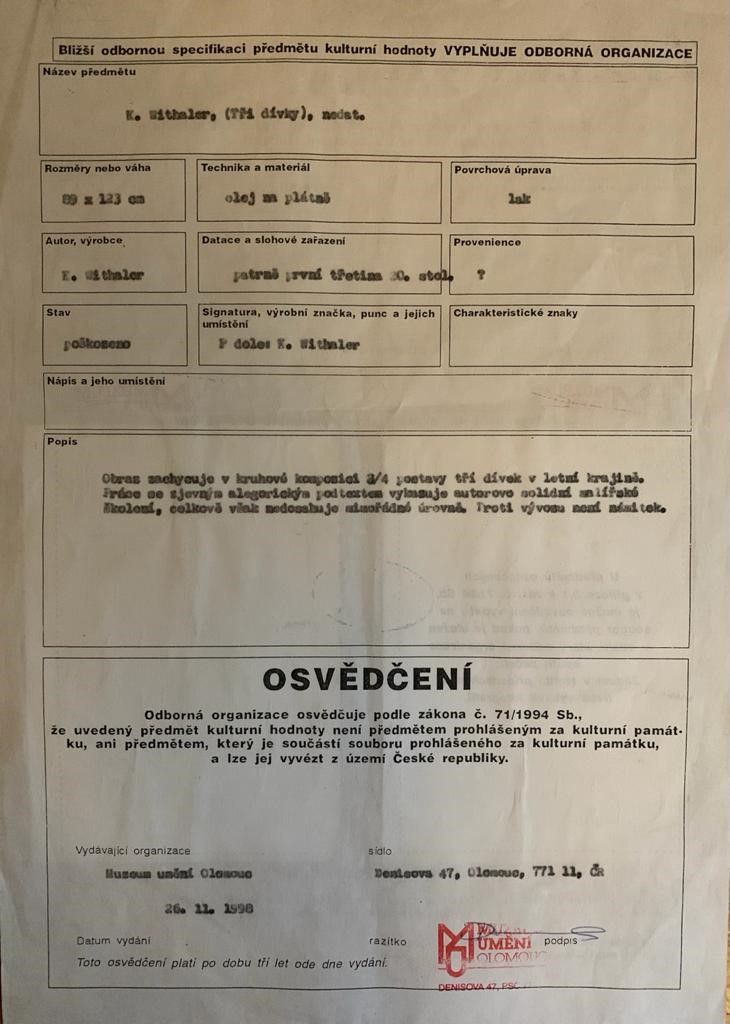 Bližší odbornou specifikaci předmětu kulturní hodnoty VYPLŇUJE ODBORNÁ ORGANIZACE
Název předmětu
K. Withaler, (Tři dívky), nedat.
Rozměry nebo váha
Technika a materiál
Povrchová úprava
89 x 123 cm
olej na plátně
lak
Autor, výrobce
Datace a slohové zařazení
Provenience
K. Withaler
patrně první třetina 20. stol.
?
Stav
Signatura, výrobní značka, punc a jejich
umístění
Charakteristické znaky
poškozeno
P dole: K. Withaler
Nápis a jeho umístění
Popis
Obraz zachycuje v kruhové kompozici 3/4 postavy tří dívek v letní krajině.
Práce se zjevným alegorickým podtextem vykazuje autorovo solidní malířské
školení, celkově však nedosahuje mimořádné úrovně. Proti vývozu není námitek.
OSVĚDČENÍ
Odborná organizace osvědčuje podle zákona č. 71/1994 Sb.,
že uvedený předmět kulturní hodnoty není předmětem prohlášeným za kulturní památ-
ku, ani předmětem, který je součástí souboru prohlášeného za kulturní památku,
a lze jej vyvézt z území České republiky.
Vydávající organizace
sídlo
Muzeum umění Olomouc
Denisova 47, Olomouc, 771 11, ČR
26. 11. 1998
Datum vydání
razítko
podpis
UMĚNÍ
OLOMOUC
DENISOVA 47, PSČ
Toto osvědčení platí po dobu tří let ode dne vydání.